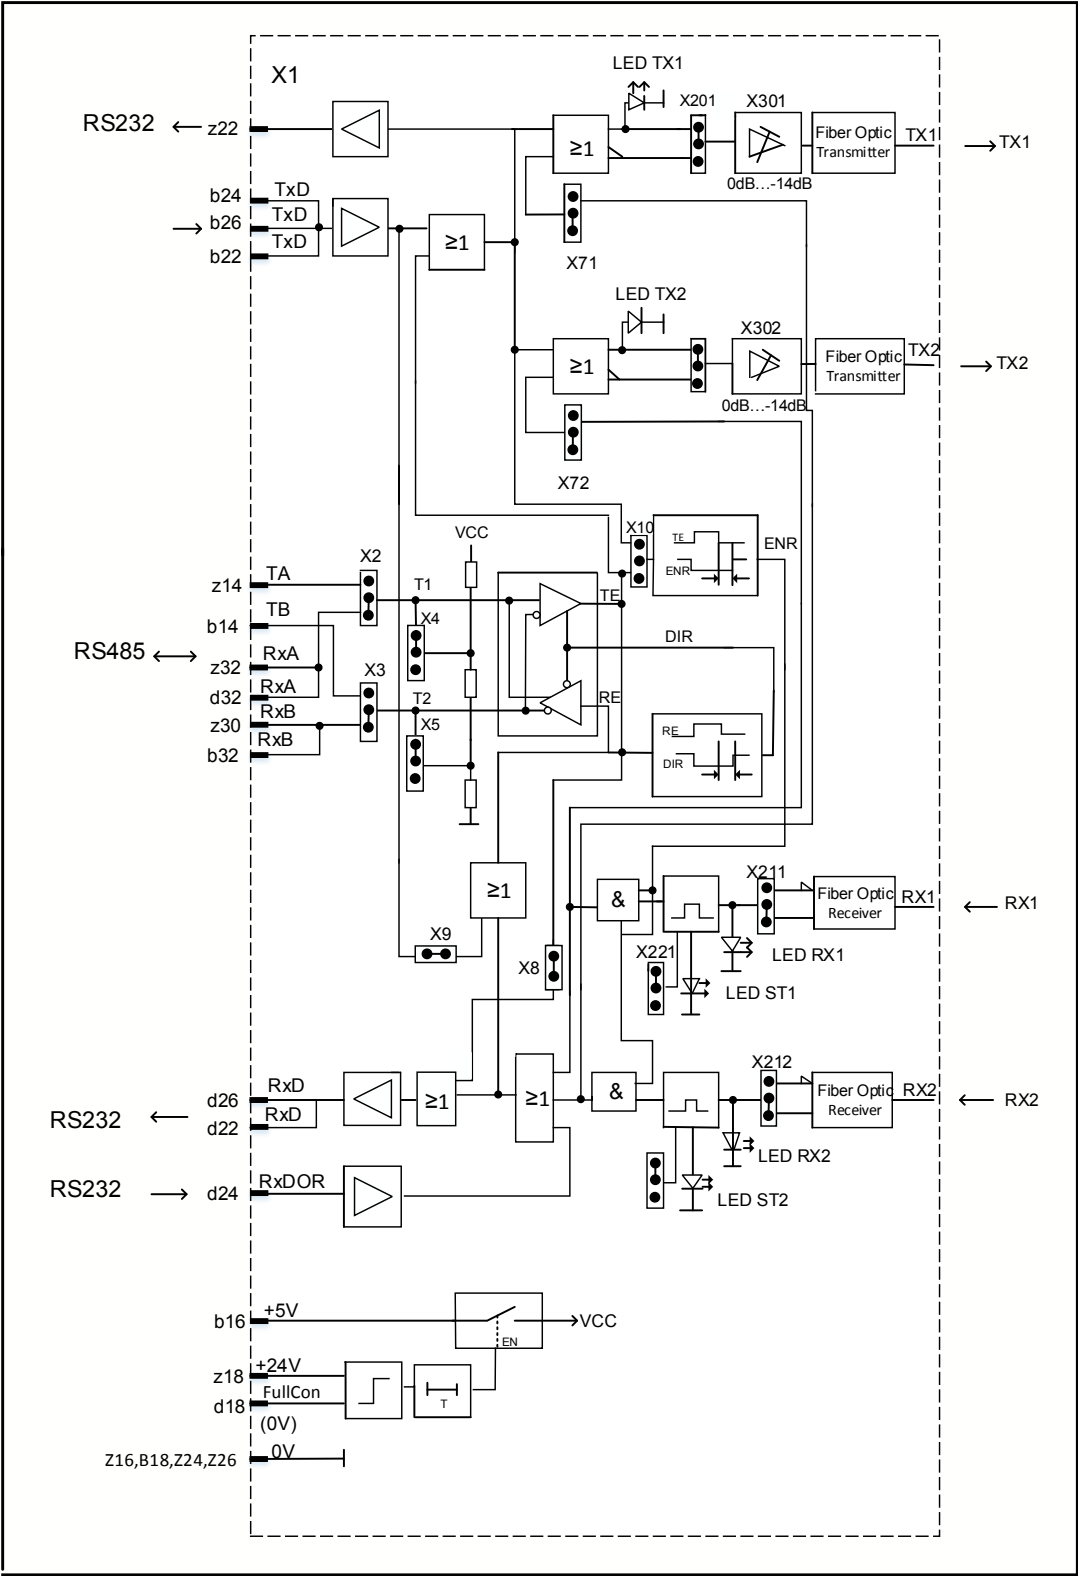 X1
LED TX1
X201
X301
RS232
z22
≥1
Fiber Optic
Transmitter
TX1
TX1
0dB...-14dB
b24
TxD
b26
TxD
b22
TxD
≥1
X71
LED TX2
X302
≥1
Fiber Optic
Transmitter
TX2
TX2
0dB...-14dB
X72
X10
TE
ENR
ENR
VCC
X2
z14
TA
T1
TE
b14
TB
X4
DIR
RS485
z32
RxA
X3
d32
RxA
T2
RE
z30
RxB
X5
b32
RxB
RE
DIR
≥1
&
X211
Fiber Optic
Receiver
RX1
RX1
X9
X8
X221
LED RX1
LED ST1
X212
d26
RxD
≥1
≥1
&
Fiber Optic
Receiver
RX2
RX2
RS232
d22
RxD
LED RX2
RS232
d24
RxDOR
LED ST2
b16
+5V
VCC
EN
z18
+24V
d18
FullCon
(0V)
T
Z16,B18,Z24,Z26
0V